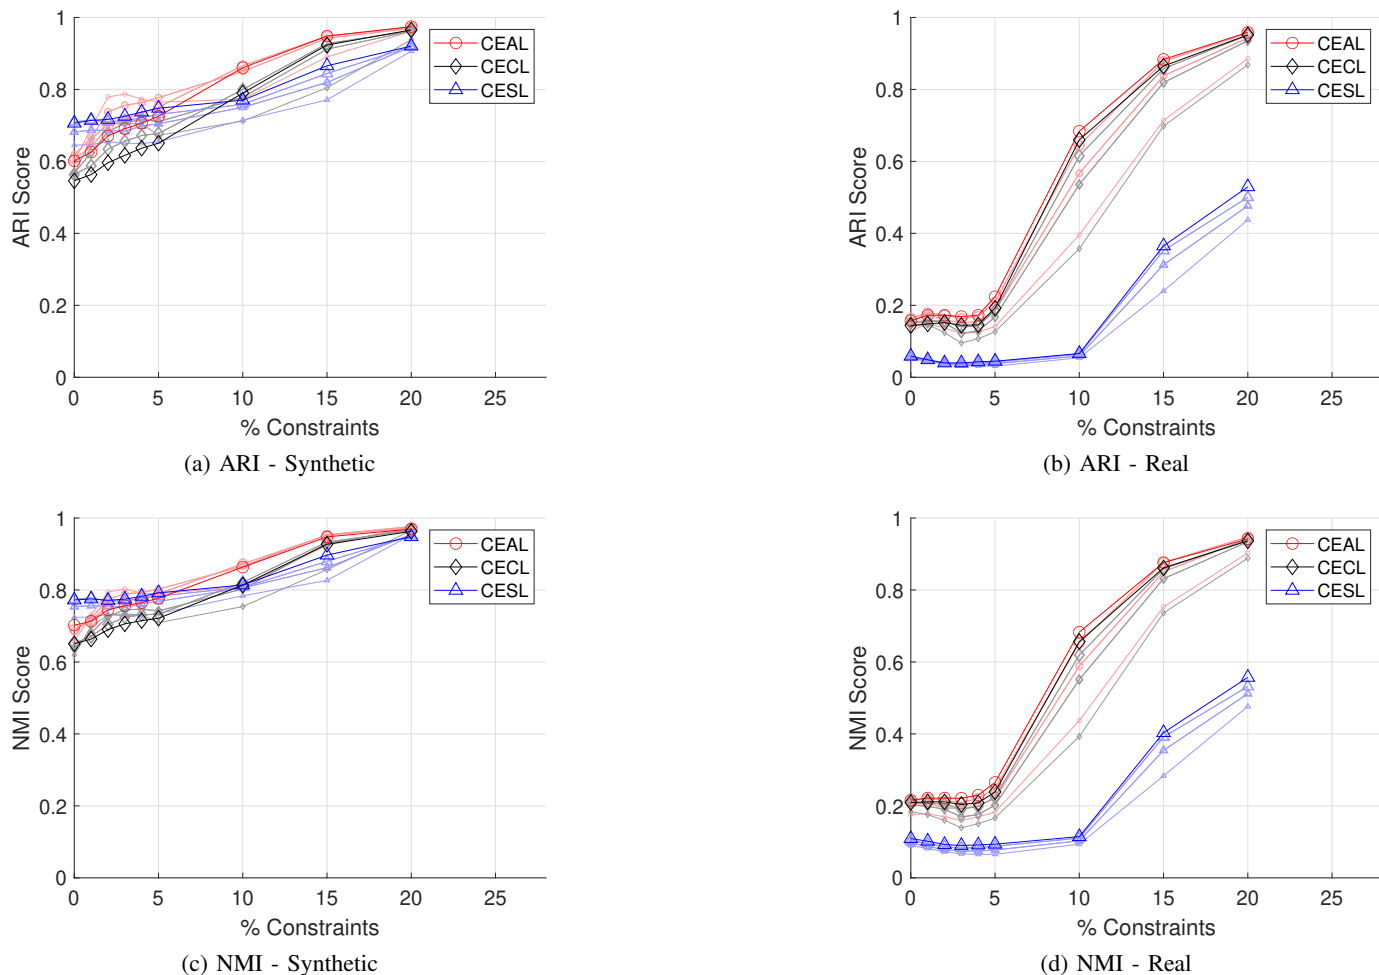 1
0.8
0.6
0.4
0.2
0
ARI Score
0 5 10 15 20 25
% Constraints
CEAL
CECL
CESL
(a) ARI - Synthetic
1
0.8
0.6
0.4
0.2
0
ARI Score
0 5 10 15 20 25
% Constraints
CEAL
CECL
CESL
(b) ARI - Real
1
0.8
0.6
0.4
0.2
0
NMI Score
0 5 10 15 20 25
% Constraints
CEAL
CECL
CESL
(c) NMI - Synthetic
1
0.8
0.6
0.4
0.2
0
NMI Score
0 5 10 15 20 25
% Constraints
CEAL
CECL
CESL
(d) NMI - Real